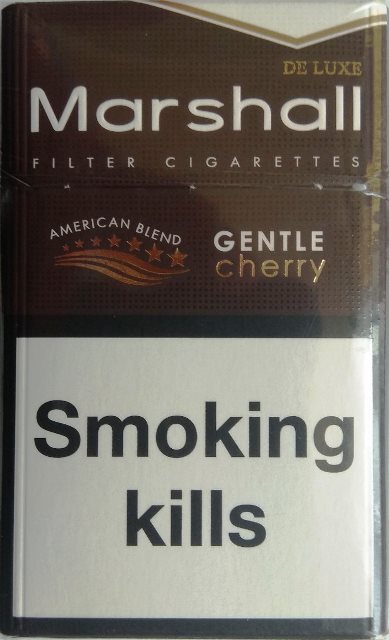 DE LUXE
Marshall
FILTER CIGARETTES
AMERICAN BLEND
GENTLE
cherry
Smoking
kills